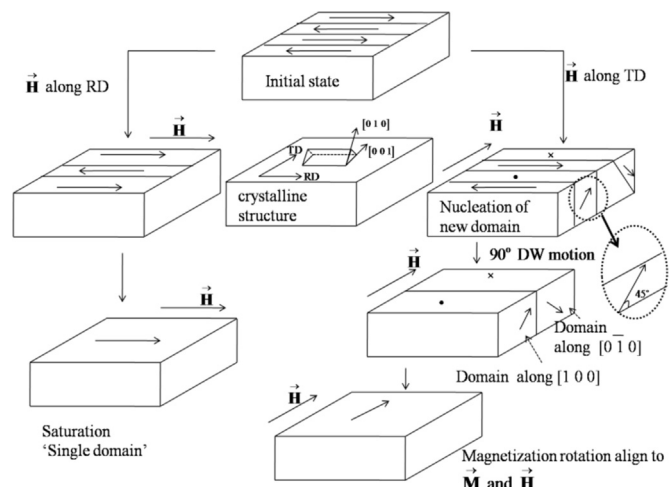 Initial state
H along RD
H along TD
H
[0 1 0]
[0 0 1]
TD
RD
crystalline
structure
H
×
Nucleation of
new domain
90° DW motion
45°
H
H
×
Domain
along [0 1̅ 0]
Domain along [1 0 0]
H
Saturation
'Single domain'
Magnetization rotation align to
M and H